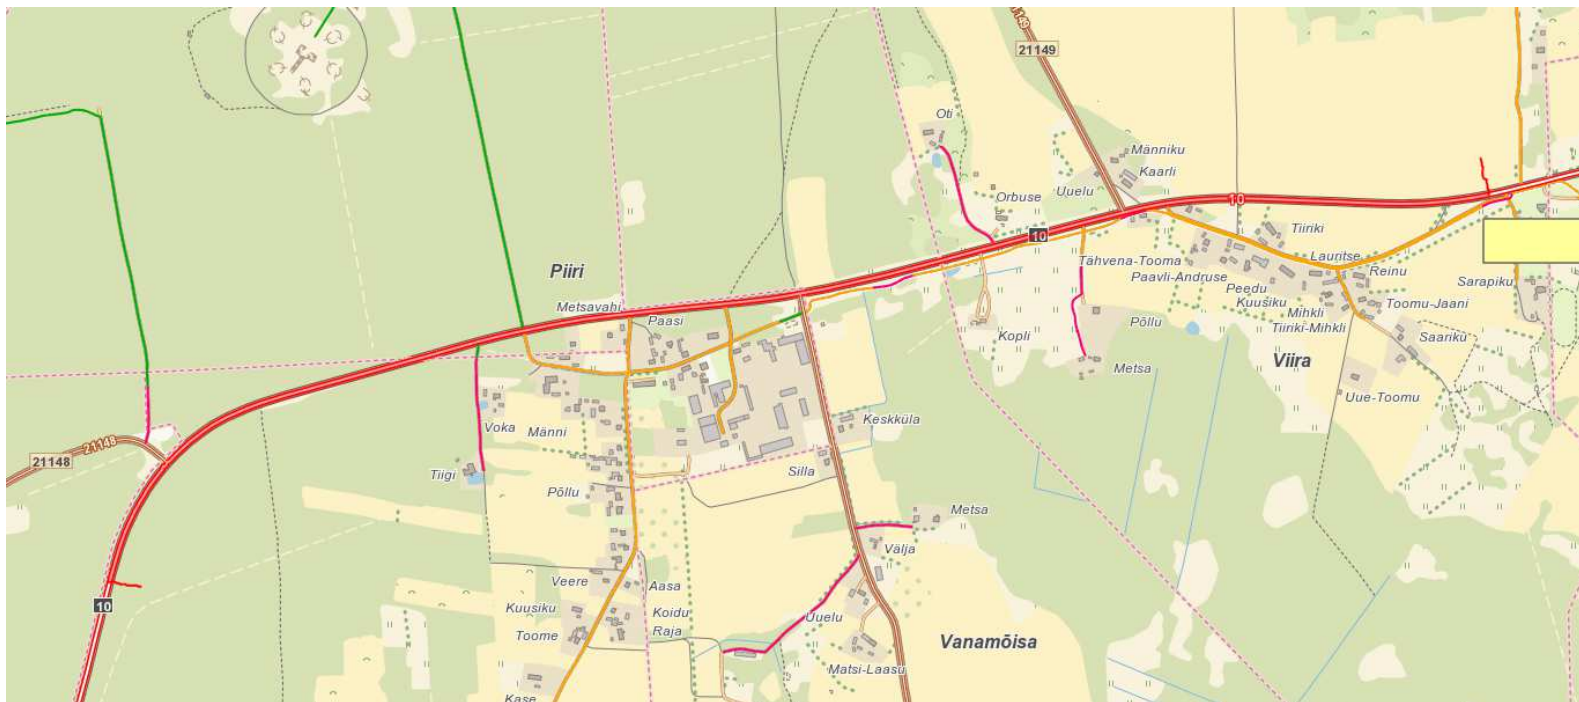 21149
21149
Oti
Männiku
Kaarli
Uuelu
Orbuse
10
Tiiriki
10
Lauritse
Tähvena-Tooma
Piiri
Reinu
Paavli-Andruse
Sarapiku
Peedu
Kuusiku
Metsavahi
Toomu-Jaani
Mihkli
Paasi
Põllu
Tiiriki-Mihkli
Kopli
Saariku
Viira
Metsa
Uue-Toomu
Keskküla
Voka
Männi
21148
21148
Silla
Tiigi
Põllu
Metsa
Välja
Veere
Aasa
10
Kuusiku
Koidu
Uuelu
Raja
Toome
Vanamõisa
Matsi-Laasu
Kase